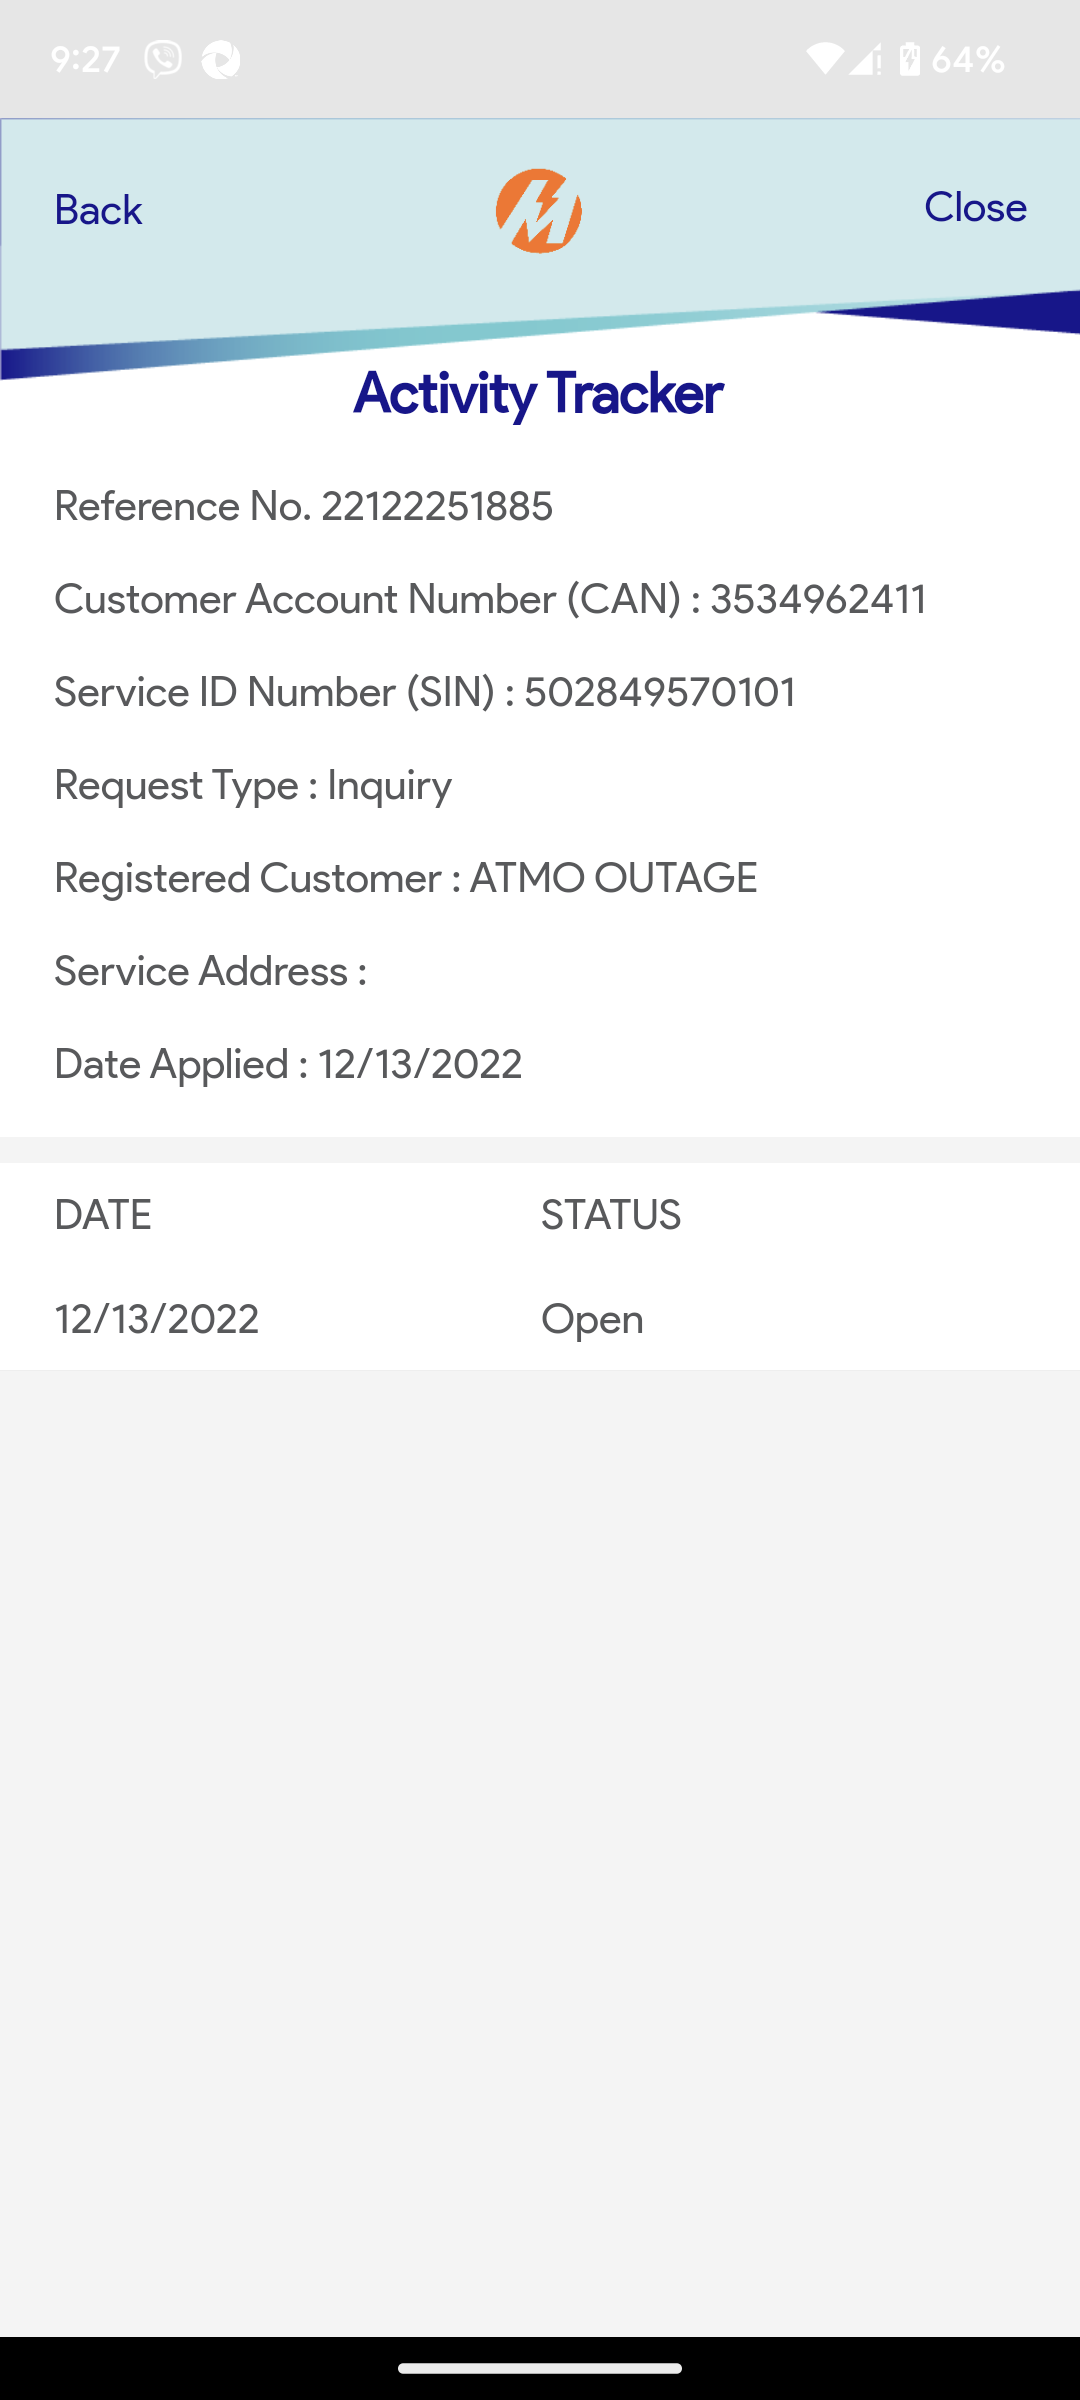 9:27
64%
Back
Close
Activity Tracker
Reference No. 22122251885
Customer Account Number (CAN) : 3534962411
Service ID Number (SIN) : 502849570101
Request Type : Inquiry
Registered Customer : ATMO OUTAGE
Service Address :
Date Applied : 12/13/2022
DATE STATUS
12/13/2022 Open